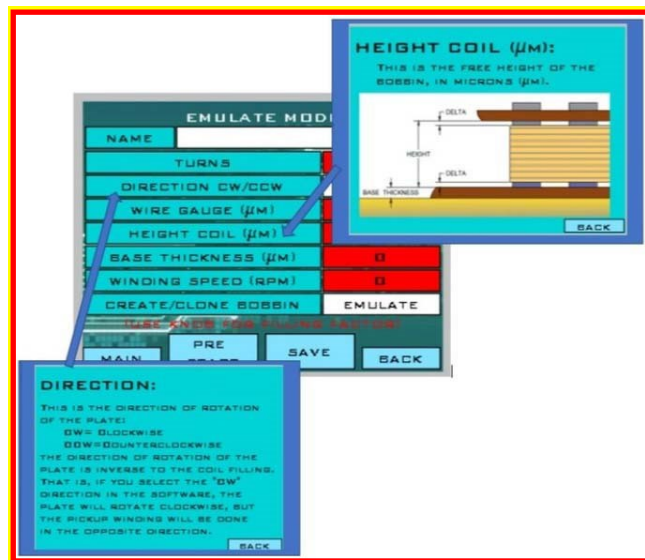 HEIGHT COIL (µM):
THIS IS THE FREE HEIGHT OF THE
BOBBIN, IN MICRONS (µM).
DELTA
HEIGHT
DELTA
BASE THICKNESS
BACK
EMULATE
NAME
TURNS
DIRECTION CW/CCW
WIRE GAUGE (µM)
HEIGHT COIL (µM)
BASE THICKNESS (µM) 0
WINDING SPEED (RPM) 0
CREATE/CLONE BOBBIN EMULATE
(USE KNOB FOR FILLING FACTOR)
MAIN
PRE
SAVE
BACK
DIRECTION:
THIS IS THE DIRECTION OF ROTATION
OF THE PLATE:
CW= CLOCKWISE
CCW=COUNTERCLOCKWISE
THE DIRECTION OF ROTATION OF THE
PLATE IS INVERSE TO THE COIL FILLING.
THAT IS, IF YOU SELECT THE "CW"
DIRECTION IN THE SOFTWARE, THE
PLATE WILL ROTATE CLOCKWISE, BUT
THE PICKUP WINDING WILL BE DONE
IN THE OPPOSITE DIRECTION.
BACK